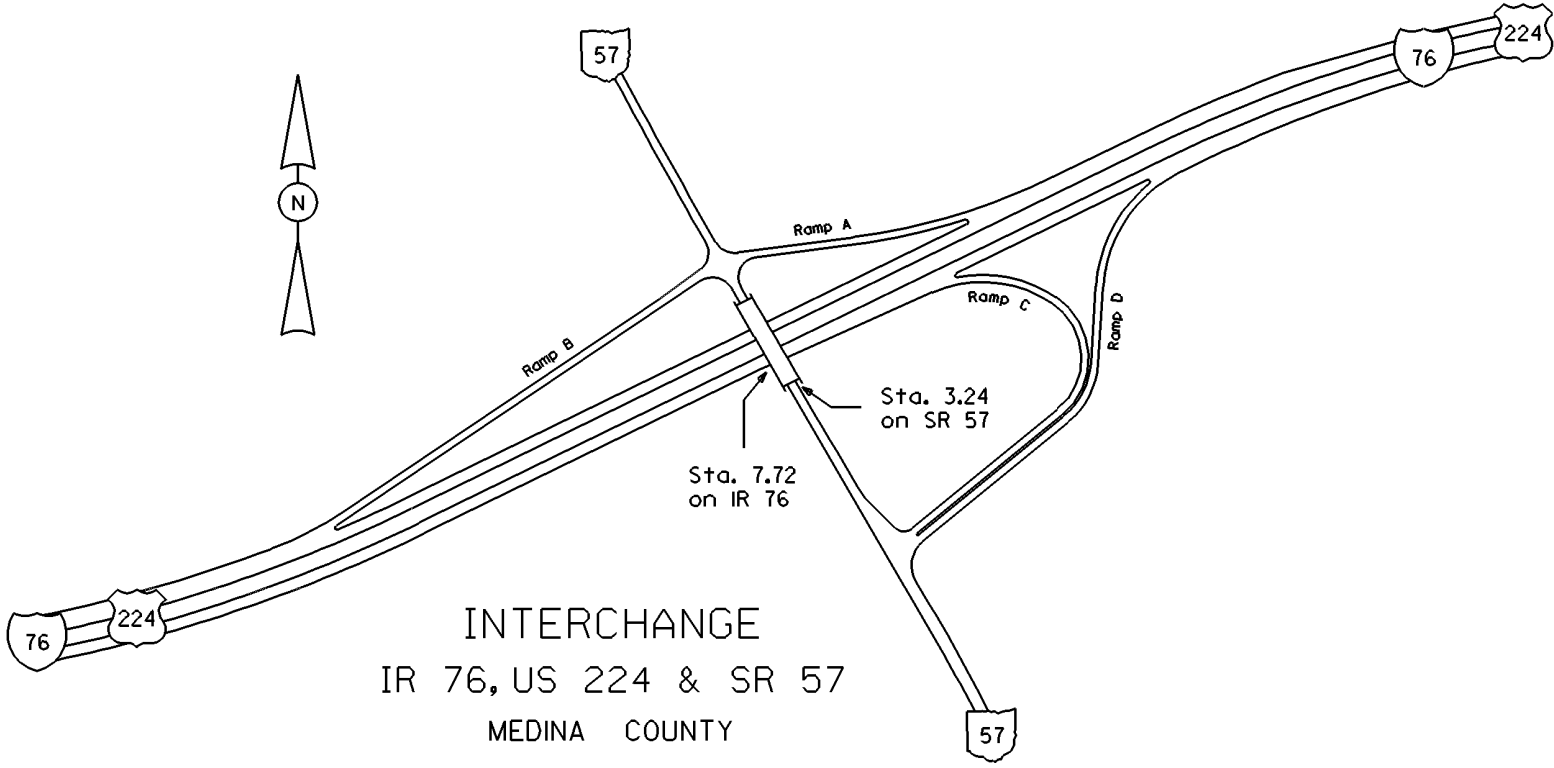 57
224
76
N
Ramp A
Ramp C
Ramp D
Ramp B
Sta. 3.24
on SR 57
Sta. 7.72
on IR 76
224
76
INTERCHANGE
IR 76, US 224 & SR 57
MEDINA COUNTY
57